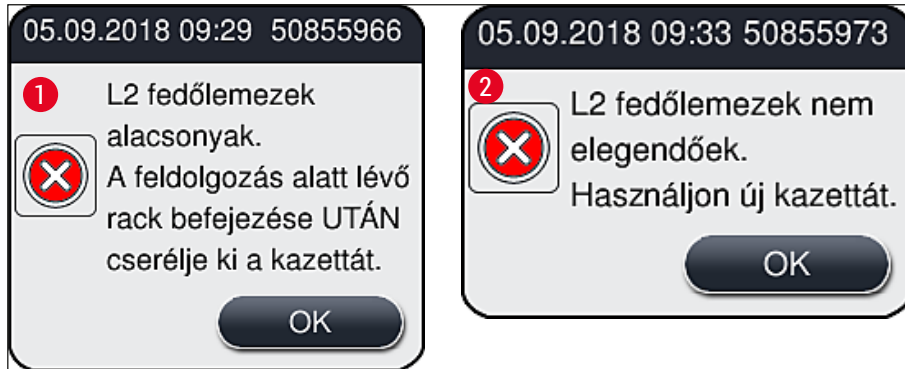 05.09.2018 09:29 50855966
1
L2 fedőlemezek
alacsonyak.
A feldolgozás alatt lévő
rack befejezése UTÁN
cserélje ki a kazettát.
OK
05.09.2018 09:33 50855973
2
L2 fedőlemezek nem
elegendőek.
Használjon új kazettát.
OK